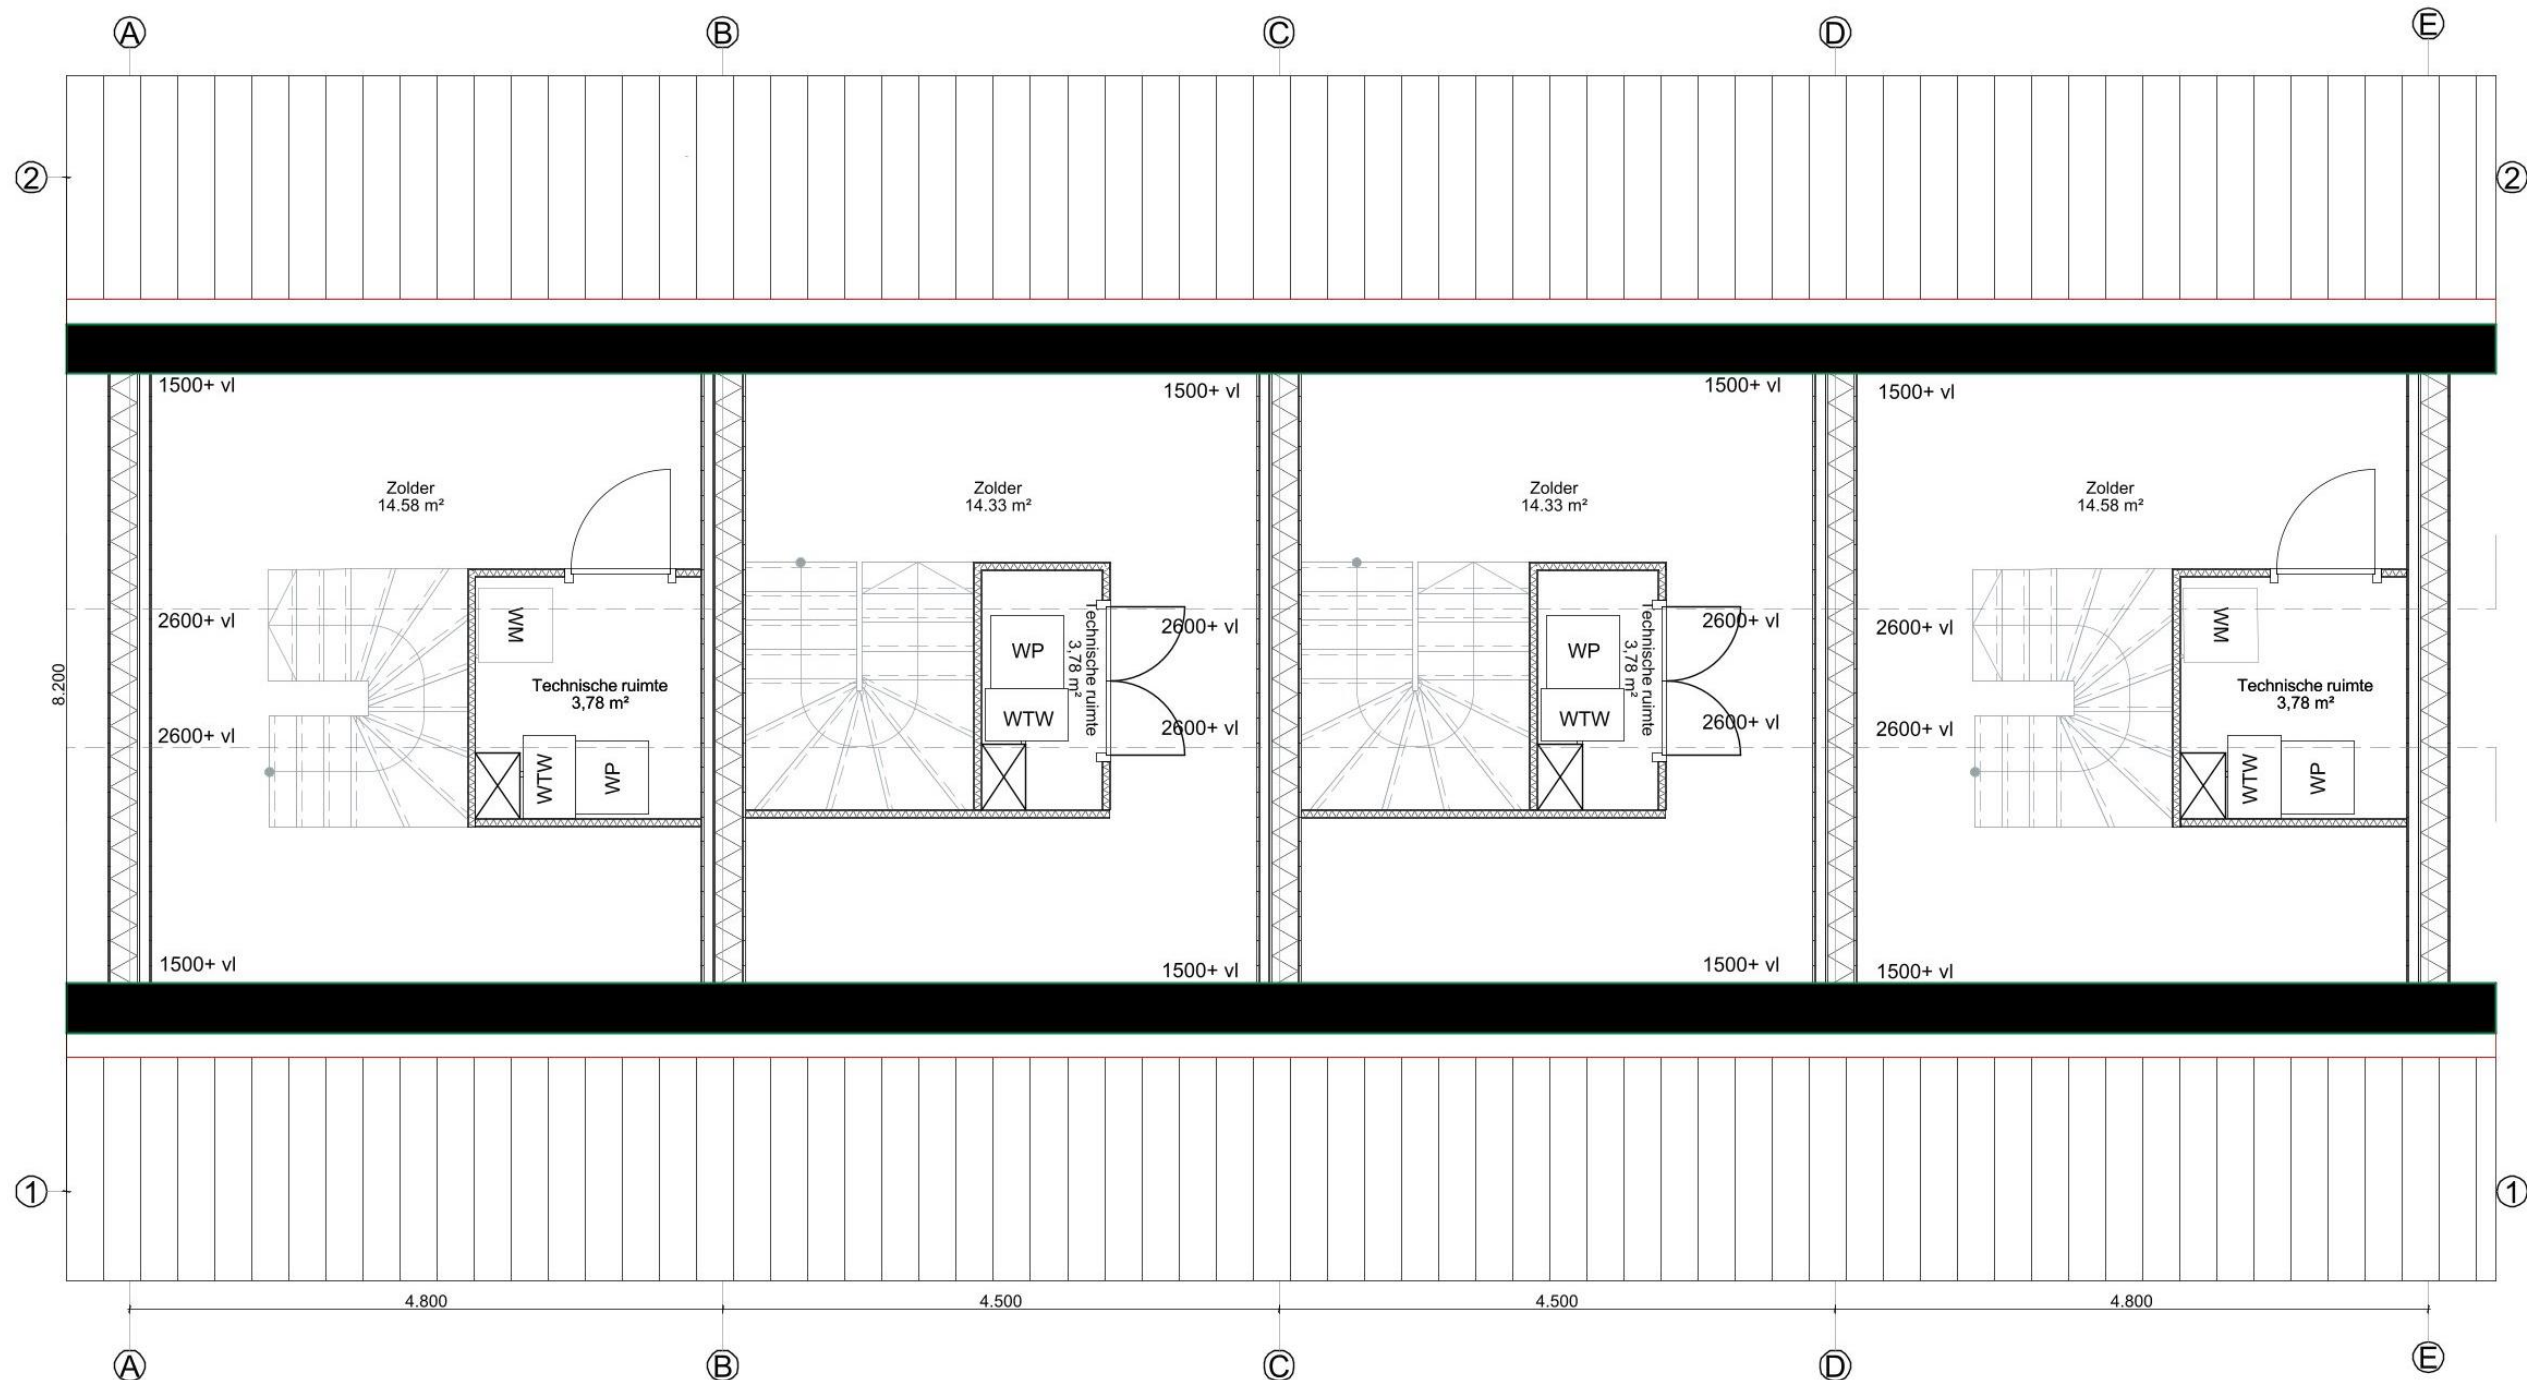 A
B
C
D
E
2
2
1500+ vl
1500+ vl
1500+ vl
1500+ vl
Zolder
14.58 m²
Zolder
14.33 m²
Zolder
14.33 m²
Zolder
14.58 m²
2600+ vl
WM
WP
2600+ vl
WP
2600+ vl
2600+ vl
WM
8.200
Technische ruimte
3,78 m²
Technische ruimte
3,78 m²
Technische ruimte
3,78 m²
Technische ruimte
3,78 m²
2600+ vl
WTW
WP
WTW
2600+ vl
WTW
2600+ vl
2600+ vl
WTW
WP
1500+ vl
1500+ vl
1500+ vl
1500+ vl
1
1
4.800
4.500
4.500
4.800
A
B
C
D
E